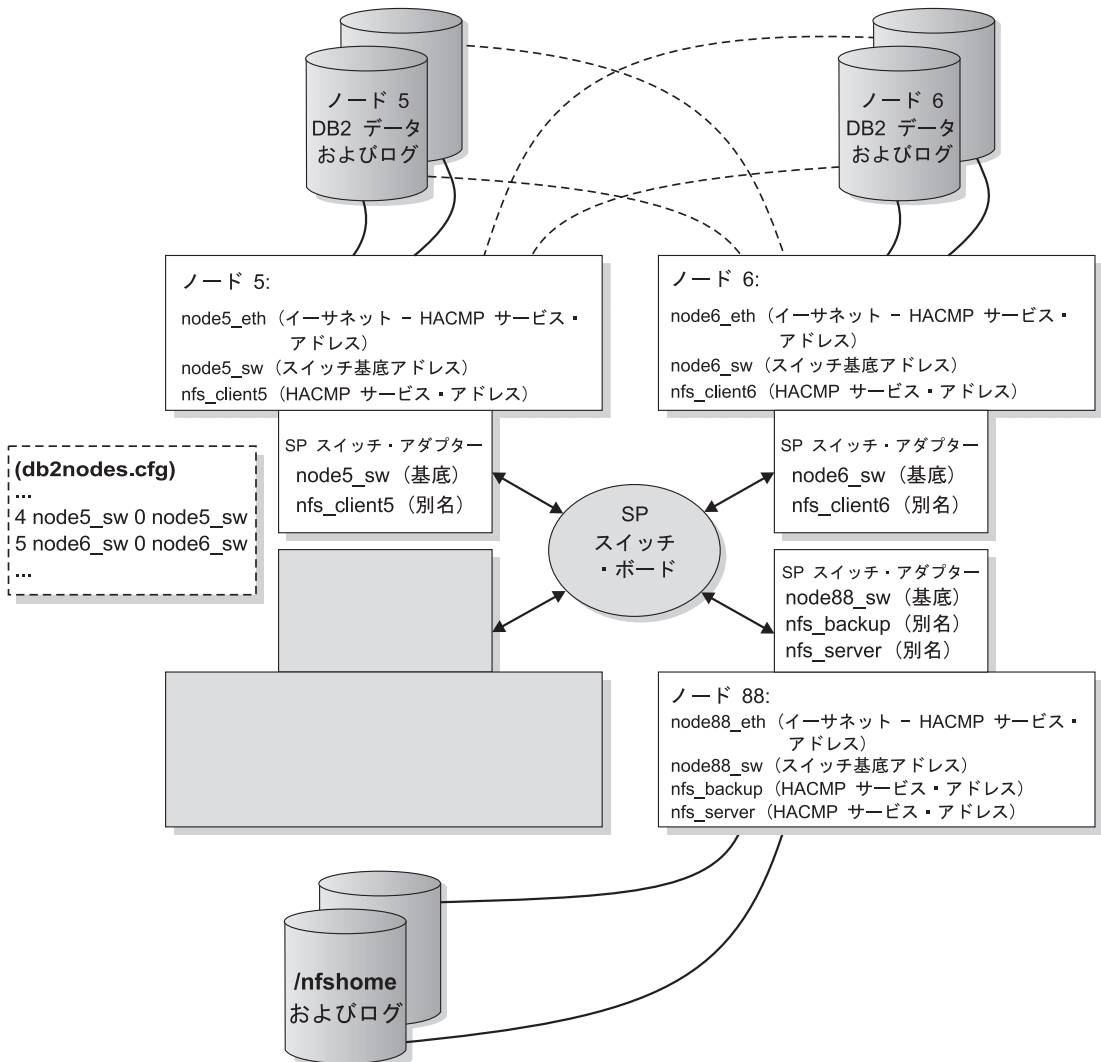 ノード 5
DB2 データ
およびログ
ノード 6
DB2 データ
およびログ
ノード 5:
node5_eth（イーサネット － HACMP サービス・
アドレス）
node5_sw（スイッチ基底アドレス）
nfs_client5（HACMP サービス・アドレス）
ノード 6:
node6_eth（イーサネット － HACMP サービス・
アドレス）
node6_sw（スイッチ基底アドレス）
nfs_client6（HACMP サービス・アドレス）
SP スイッチ・アダプター
node5_sw（基底）
nfs_client5（別名）
SP スイッチ・アダプター
node6_sw（基底）
nfs_client6（別名）
(db2nodes.cfg)
...
4 node5_sw 0 node5_sw
5 node6_sw 0 node6_sw
...
SP
スイッチ
・ボード
SP スイッチ・アダプター
node88_sw（基底）
nfs_backup（別名）
nfs_server（別名）
ノード 88:
node88_eth（イーサネット － HACMP サービス・
アドレス）
node88_sw（スイッチ基底アドレス）
nfs_backup（HACMP サービス・アドレス）
nfs_server（HACMP サービス・アドレス）
/nfshome
およびログ